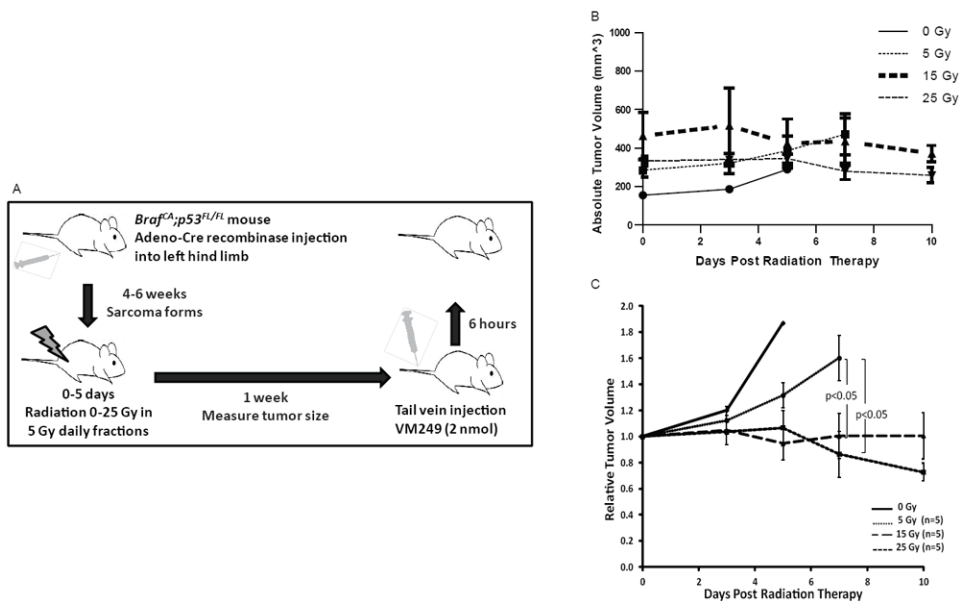 A
Braf^CA;p53^FL/FL mouse
Adeno-Cre recombinase injection
into left hind limb
4-6 weeks
Sarcoma forms
0-5 days
Radiation 0-25 Gy in
5 Gy daily fractions
1 week
Measure tumor size
6 hours
Tail vein injection
VM249 (2 nmol)
B
Absolute Tumor Volume (mm^3)
1000
800
600
400
200
0
0 2 4 6 8 10
Days Post Radiation Therapy
0 Gy
5 Gy
15 Gy
25 Gy
C
Relative Tumor Volume
2.0
1.8
1.6
1.4
1.2
1.0
0.8
0.6
0.4
0.2
0.0
0 2 4 6 8 10
Days Post Radiation Therapy
p<0.05
p<0.05
0 Gy
5 Gy (n=5)
15 Gy (n=5)
25 Gy (n=5)